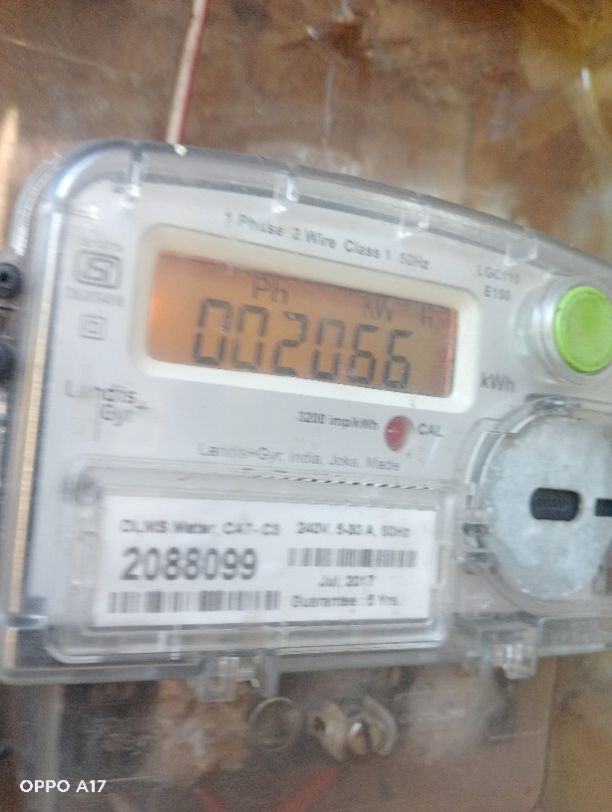 1 Phase 2 Wire Class 1 50Hz
LGC110
E150
Ph kW h
002066
kWh
Landis
Gyr+
3200 imp/kWh
CAL
Landis+Gyr, India, Joka, Made
DLMS Meter, CAT- C3 240V, 5-30 A, 50Hz
2088099
Jul, 2017
Guarantee : 5 Yrs.
OPPO A17